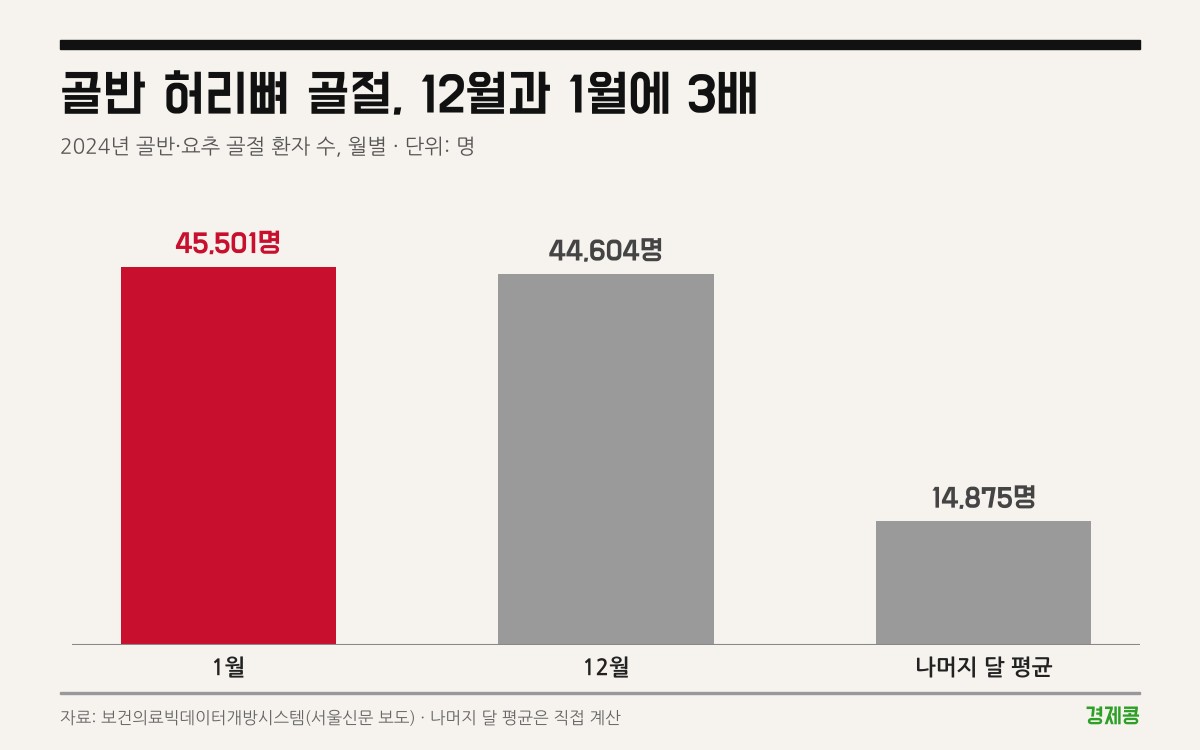 골반 허리뼈 골절, 12월과 1월에 3배
2024년 골반·요추 골절 환자 수, 월별 · 단위: 명
45,501명
44,604명
14,875명
1월
12월
나머지 달 평균
자료: 보건의료빅데이터개방시스템(서울신문 보도) · 나머지 달 평균은 직접 계산
경제콩